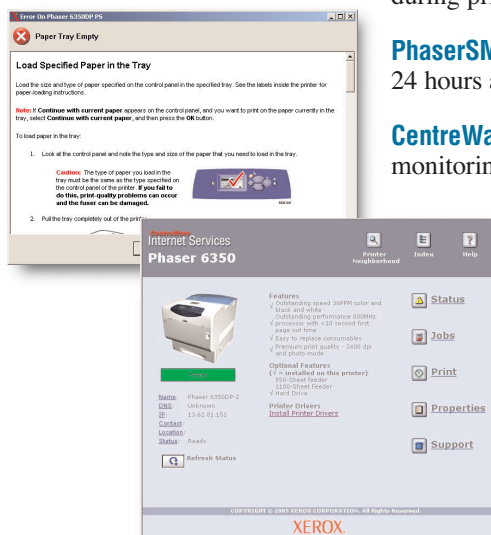 during pri
PhaserSM
24 hours a
CentreWa
monitorin
Error On Phaser 6350DP PS
Paper Tray Empty
Load Specified Paper in the Tray
Load the size and type of paper specified on the control panel in the specified tray. See the labels inside the printer for
paper-loading instructions.
Note: If Continue with current paper appears on the control panel, and you want to print on the paper currently in the
tray, select Continue with current paper, and then press the OK button.
To load paper in the tray:
1. Look at the control panel and note the type and size of the paper that you need to load in the tray.
Caution: The type of paper you load in the
tray must be the same as the type specified on
the control panel of the printer. If you fail to
do this, print-quality problems can occur
and the fuser can be damaged.
2. Pull the tray completely out of the printer
CentreWare
Internet Services
Phaser 6350
Printer
Neighborhood
Index
Help
Features
√ Outstanding speed 36PPM color and
black and white
Outstanding performance 800MHz
√ processor with <10 second first
page out time
√ Easy to replace consumables
√ Premium print quality - 2400 dpi
and photo mode
Optional Features
(√ = installed on this printer)
550-Sheet feeder
1100-Sheet Feeder
√ Hard Drive
Printer Drivers
Install Printer Drivers
Name: Phaser 6350DP-2
DNS: Unknown
IP: 13.62.81.151
Contact:
Location:
Status: Ready
Refresh Status
Status
Jobs
Print
Properties
Support
COPYRIGHT © 2005 XEROX CORPORATION. All Rights Reserved.
XEROX.